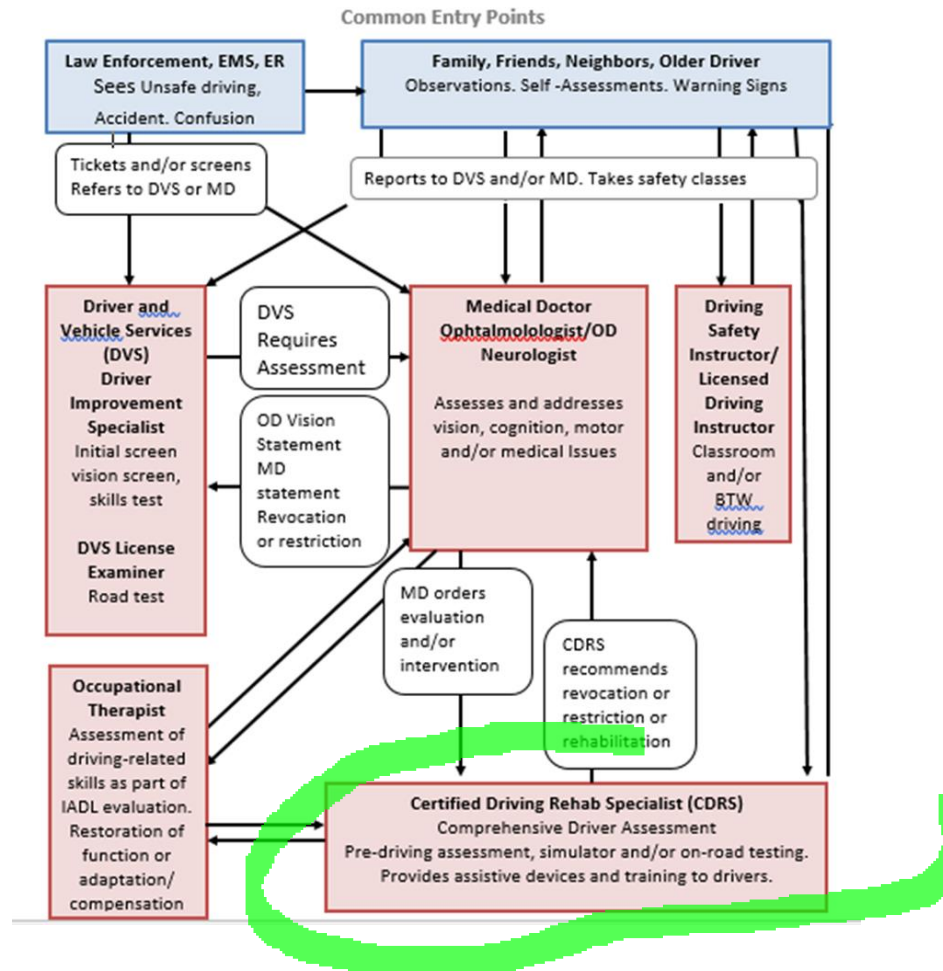 Common Entry Points
Law Enforcement, EMS, ER
Sees Unsafe driving,
Accident. Confusion
Family, Friends, Neighbors, Older Driver
Observations. Self -Assessments. Warning Signs
Tickets and/or screens
Refers to DVS or MD
Reports to DVS and/or MD. Takes safety classes
Driver and
Vehicle Services
(DVS)
Driver
Improvement
Specialist
Initial screen
vision screen,
skills test
DVS License
Examiner
Road test
DVS
Requires
Assessment
OD Vision
Statement
MD
statement
Revocation
or restriction
Medical Doctor
Ophtalmolologist/OD
Neurologist
Assesses and addresses
vision, cognition, motor
and/or medical Issues
Driving
Safety
Instructor/
Licensed
Driving
Instructor
Classroom
and/or
BTW
driving
MD orders
evaluation
and/or
intervention
CDRS
recommends
revocation or
restriction or
rehabilitation
Occupational
Therapist
Assessment of
driving-related
skills as part of
IADL evaluation.
Restoration of
function or
adaptation/
compensation
Certified Driving Rehab Specialist (CDRS)
Comprehensive Driver Assessment
Pre-driving assessment, simulator and/or on-road testing.
Provides assistive devices and training to drivers.